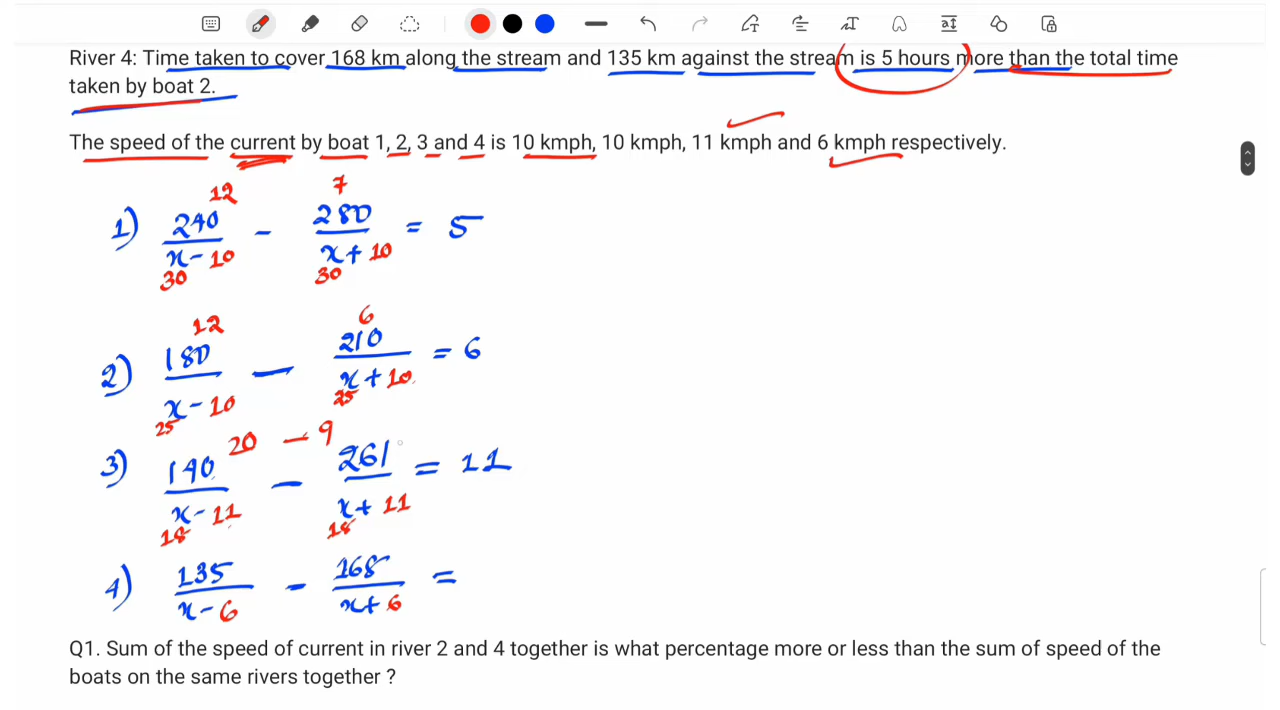 River 4: Time taken to cover 168 km along the stream and 135 km against the stream is 5 hours more than the total time
taken by boat 2.
The speed of the current by boat 1, 2, 3 and 4 is 10 kmph, 10 kmph, 11 kmph and 6 kmph respectively.
12 7
1) 240/x-10 - 280/x+10 = 5
30 30
12 6
2) 180/x-10 - 210/x+10 = 6
25 25
20 - 9
3) 140/x-11 - 261/x+11 = 11
18 18
4) 135/x-6 - 168/x+6 =
Q1. Sum of the speed of current in river 2 and 4 together is what percentage more or less than the sum of speed of the
boats on the same rivers together ?